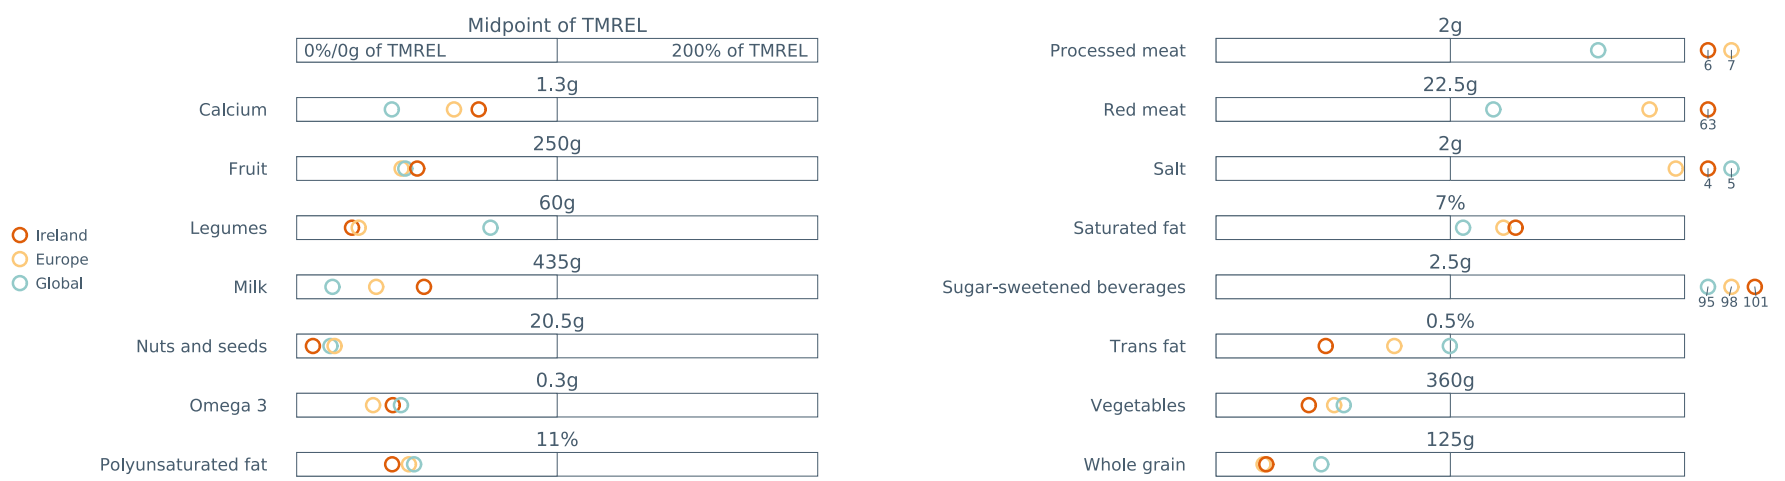 Midpoint of TMREL
0%/0g of TMREL 200% of TMREL
1.3g
Calcium
250g
Fruit
60g
Legumes
435g
Milk
20.5g
Nuts and seeds
0.3g
Omega 3
11%
Polyunsaturated fat
Ireland
Europe
Global
2g
Processed meat
6 7
22.5g
Red meat
63
2g
Salt
4 5
7%
Saturated fat
2.5g
Sugar-sweetened beverages
95 98 101
0.5%
Trans fat
360g
Vegetables
125g
Whole grain